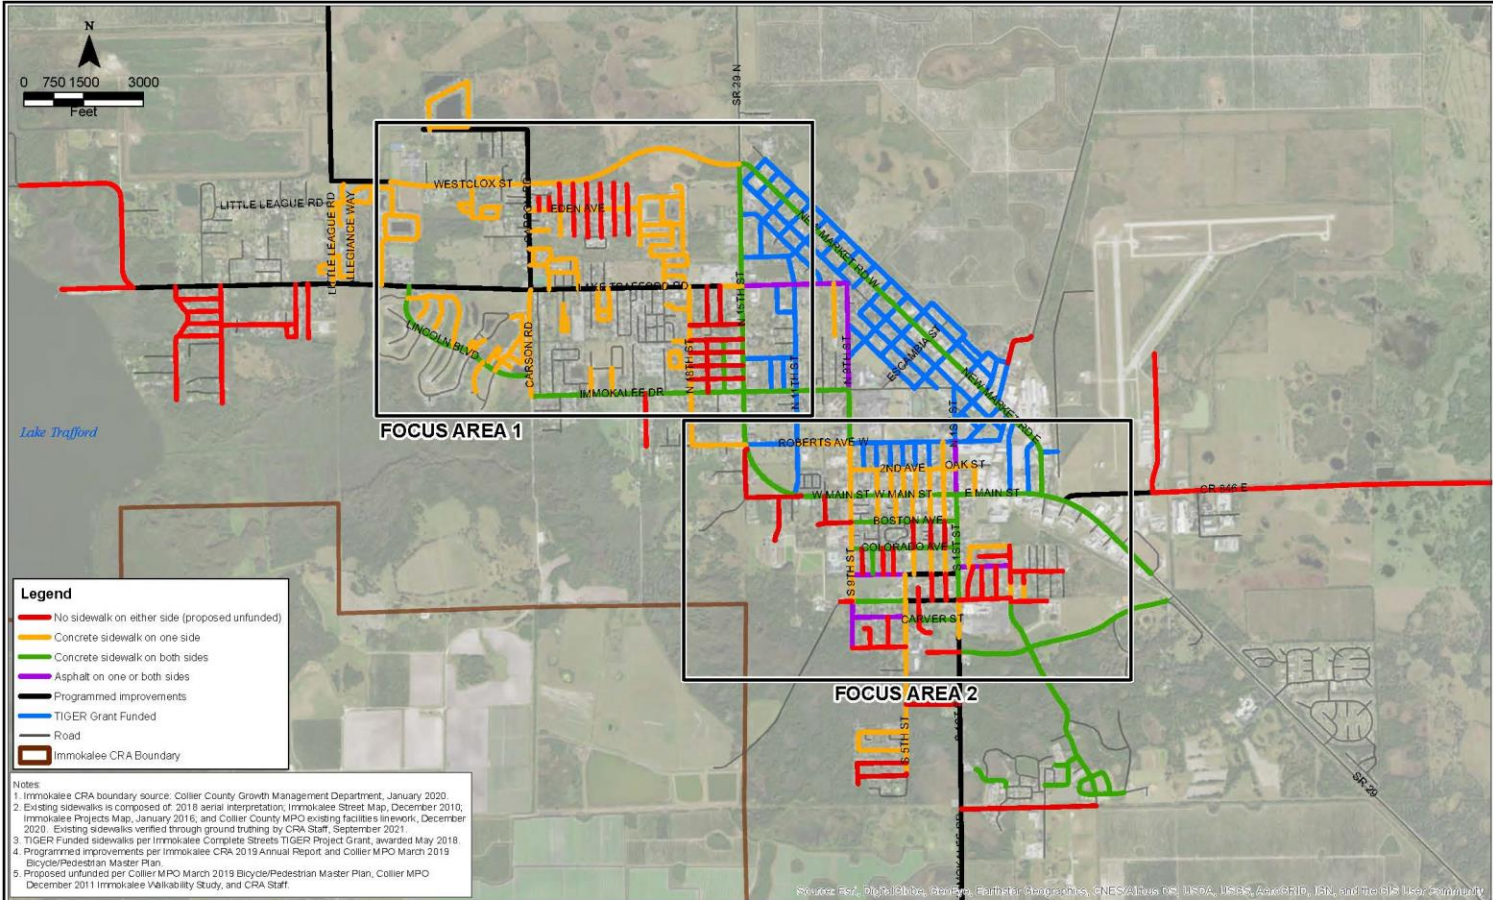 N
0 750 1500 3000
Feet
SR 29 N
WESTCLOX ST
LITTLE LEAGUE RD
LITTLE LEAGUE RD
EDEN AVE
NEW MARKET RD W
LAKE TRAFFORD RD
N 15TH ST
LINCOLN BLVD
CARSON RD
N 18TH ST
N 11TH ST
N 9TH ST
ESCAMBIA ST
IMMOKALEE DR
NEW MARKET RD E
N 1ST ST
FOCUS AREA 1
Lake Trafford
ROBERTS AVE W
2ND AVE
OAK ST
W MAIN ST W MAIN ST
E MAIN ST
CR 846 E
BOSTON AVE
COLORADO AVE
S 1ST ST
S 9TH ST
CARVER ST
FOCUS AREA 2
S 5TH ST
SR 29
Legend
No sidewalk on either side (proposed unfunded)
Concrete sidewalk on one side
Concrete sidewalk on both sides
Asphalt on one or both sides
Programmed improvements
TIGER Grant Funded
Road
Immokalee CRA Boundary
Notes:
1. Immokalee CRA boundary source: Collier County Growth Management Department, January 2020.
2. Existing sidewalks is composed of: 2018 aerial interpretation; Immokalee Street Map, December 2010;
Immokalee Projects Map, January 2016; and Collier County MPO existing facilities linework, December
2020. Existing sidewalks verified through ground truthing by CRA Staff, September 2021.
3. TIGER Funded sidewalks per Immokalee Complete Streets TIGER Project Grant, awarded May 2018.
4. Programmed improvements per Immokalee CRA 2019 Annual Report and Collier MPO March 2019
Bicycle/Pedestrian Master Plan.
5. Proposed unfunded per Collier MPO March 2019 Bicycle/Pedestrian Master Plan, Collier MPO
December 2011 Immokalee Walkability Study, and CRA Staff.
Source: Esri, DigitalGlobe, GeoEye, Earthstar Geographics, CNES/Airbus DS, USDA, USGS, AeroGRID, IGN, and the GIS User Community